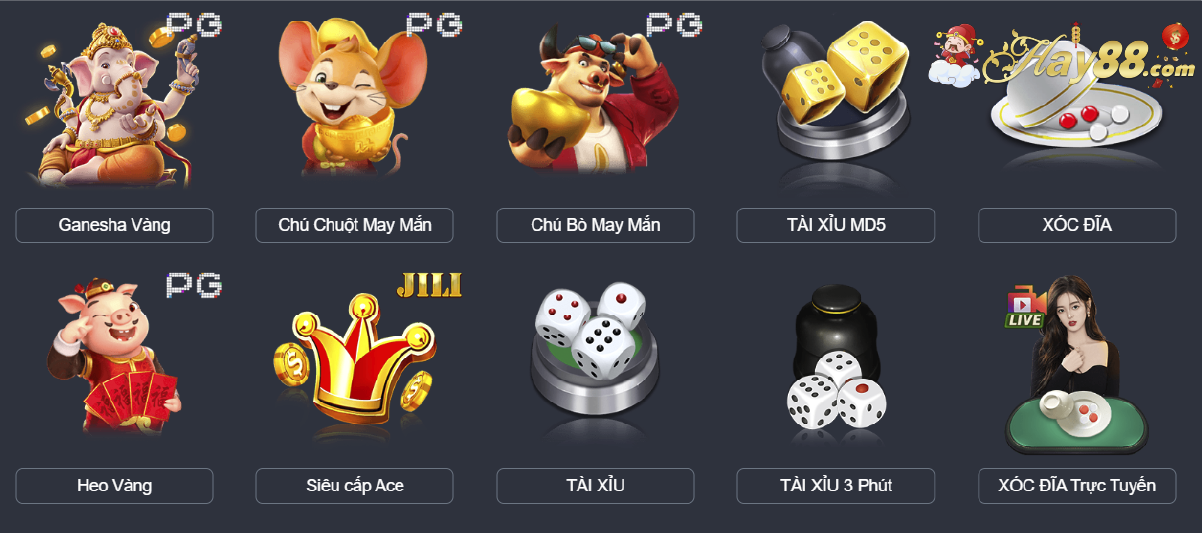 PG
PG
PG
Hay88.com
Ganesha Vàng
Chú Chuột May Mắn
Chú Bò May Mắn
TÀI XỈU MD5
XÓC ĐĨA
PG
JILI
LIVE
Heo Vàng
Siêu cấp Ace
TÀI XỈU
TÀI XỈU 3 Phút
XÓC ĐĨA Trực Tuyến